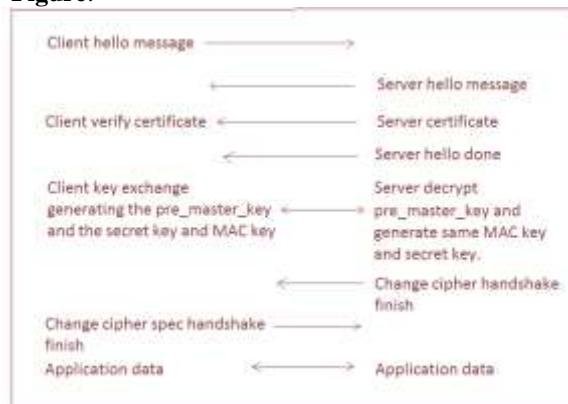 Figure.
Client hello message
Server hello message
Client verify certificate
Server certificate
Server hello done
Client key exchange
generating the pre_master_key
and the secret key and MAC key
Server decrypt
pre_master_key and
generate same MAC key
and secret key.
Change cipher handshake
finish
Change cipher spec handshake
finish
Application data
Application data